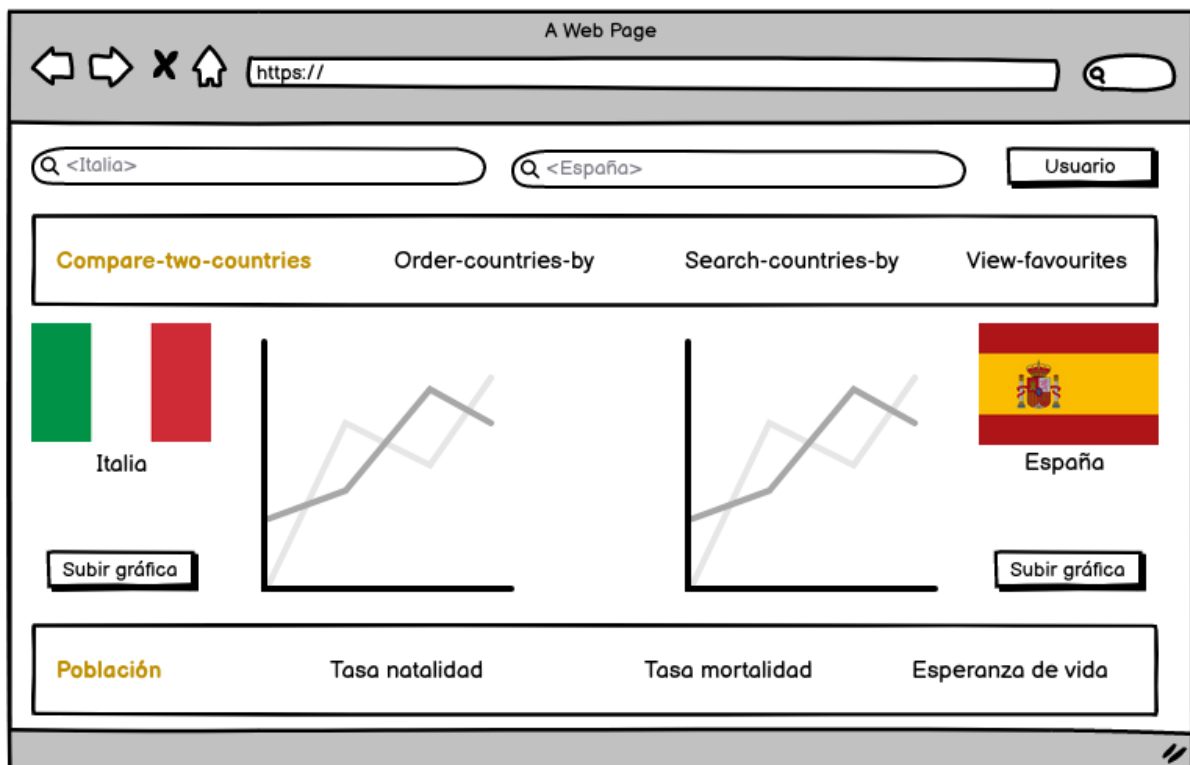 A Web Page
https://
<Italia>
<España>
Usuario
Compare-two-countries
Order-countries-by
Search-countries-by
View-favourites
Italia
España
Subir gráfica
Subir gráfica
Población
Tasa natalidad
Tasa mortalidad
Esperanza de vida